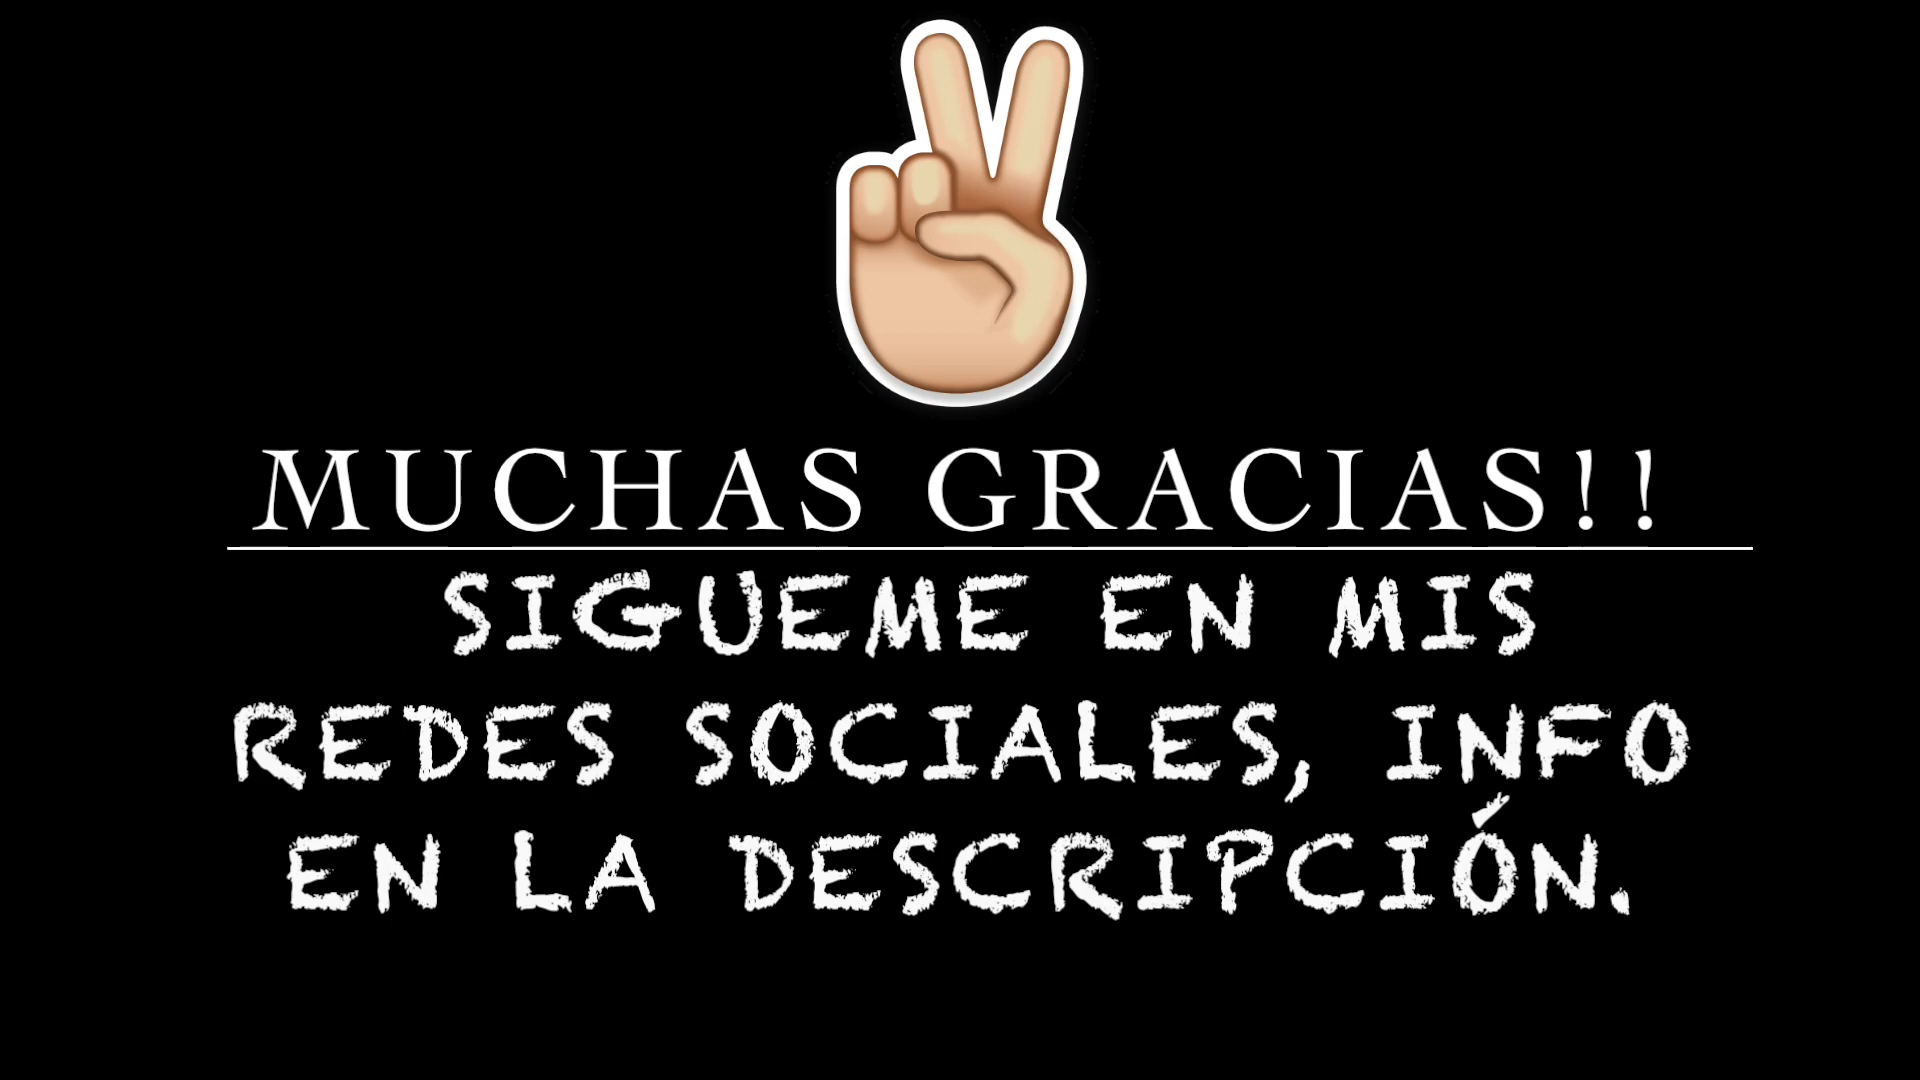 MUCHAS GRACIAS!!
SIGUEME EN MIS
REDES SOCIALES, INFO
EN LA DESCRIPCIÓN.